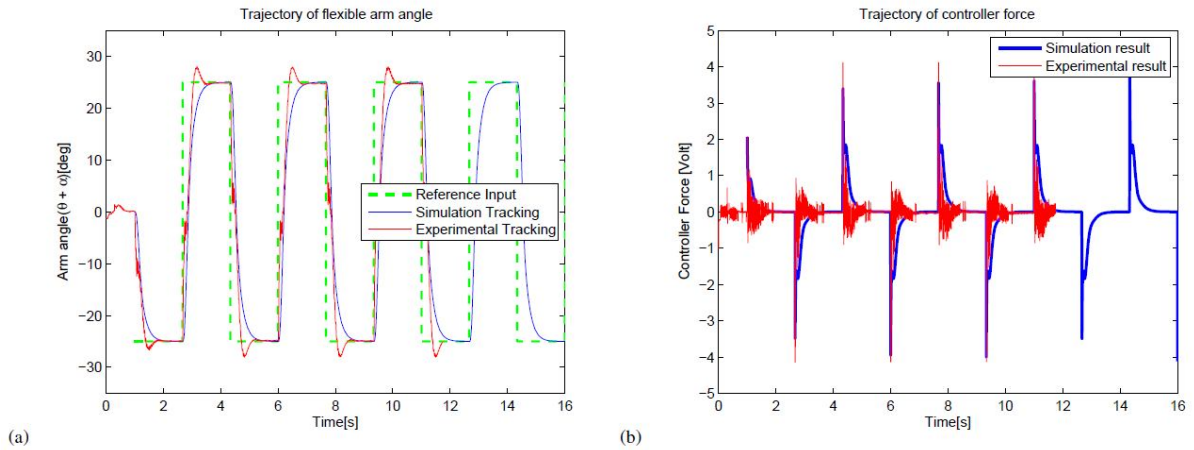 Trajectory of flexible arm angle
30
20
10
0
−10
−20
−30
Arm angle(θ + α)[deg]
Reference Input
Simulation Tracking
Experimental Tracking
0 2 4 6 8 10 12 14 16
Time[s]
(a)
Trajectory of controller force
5
4
3
2
1
0
−1
−2
−3
−4
−5
Controller Force [Volt]
Simulation result
Experimental result
0 2 4 6 8 10 12 14 16
Time[s]
(b)